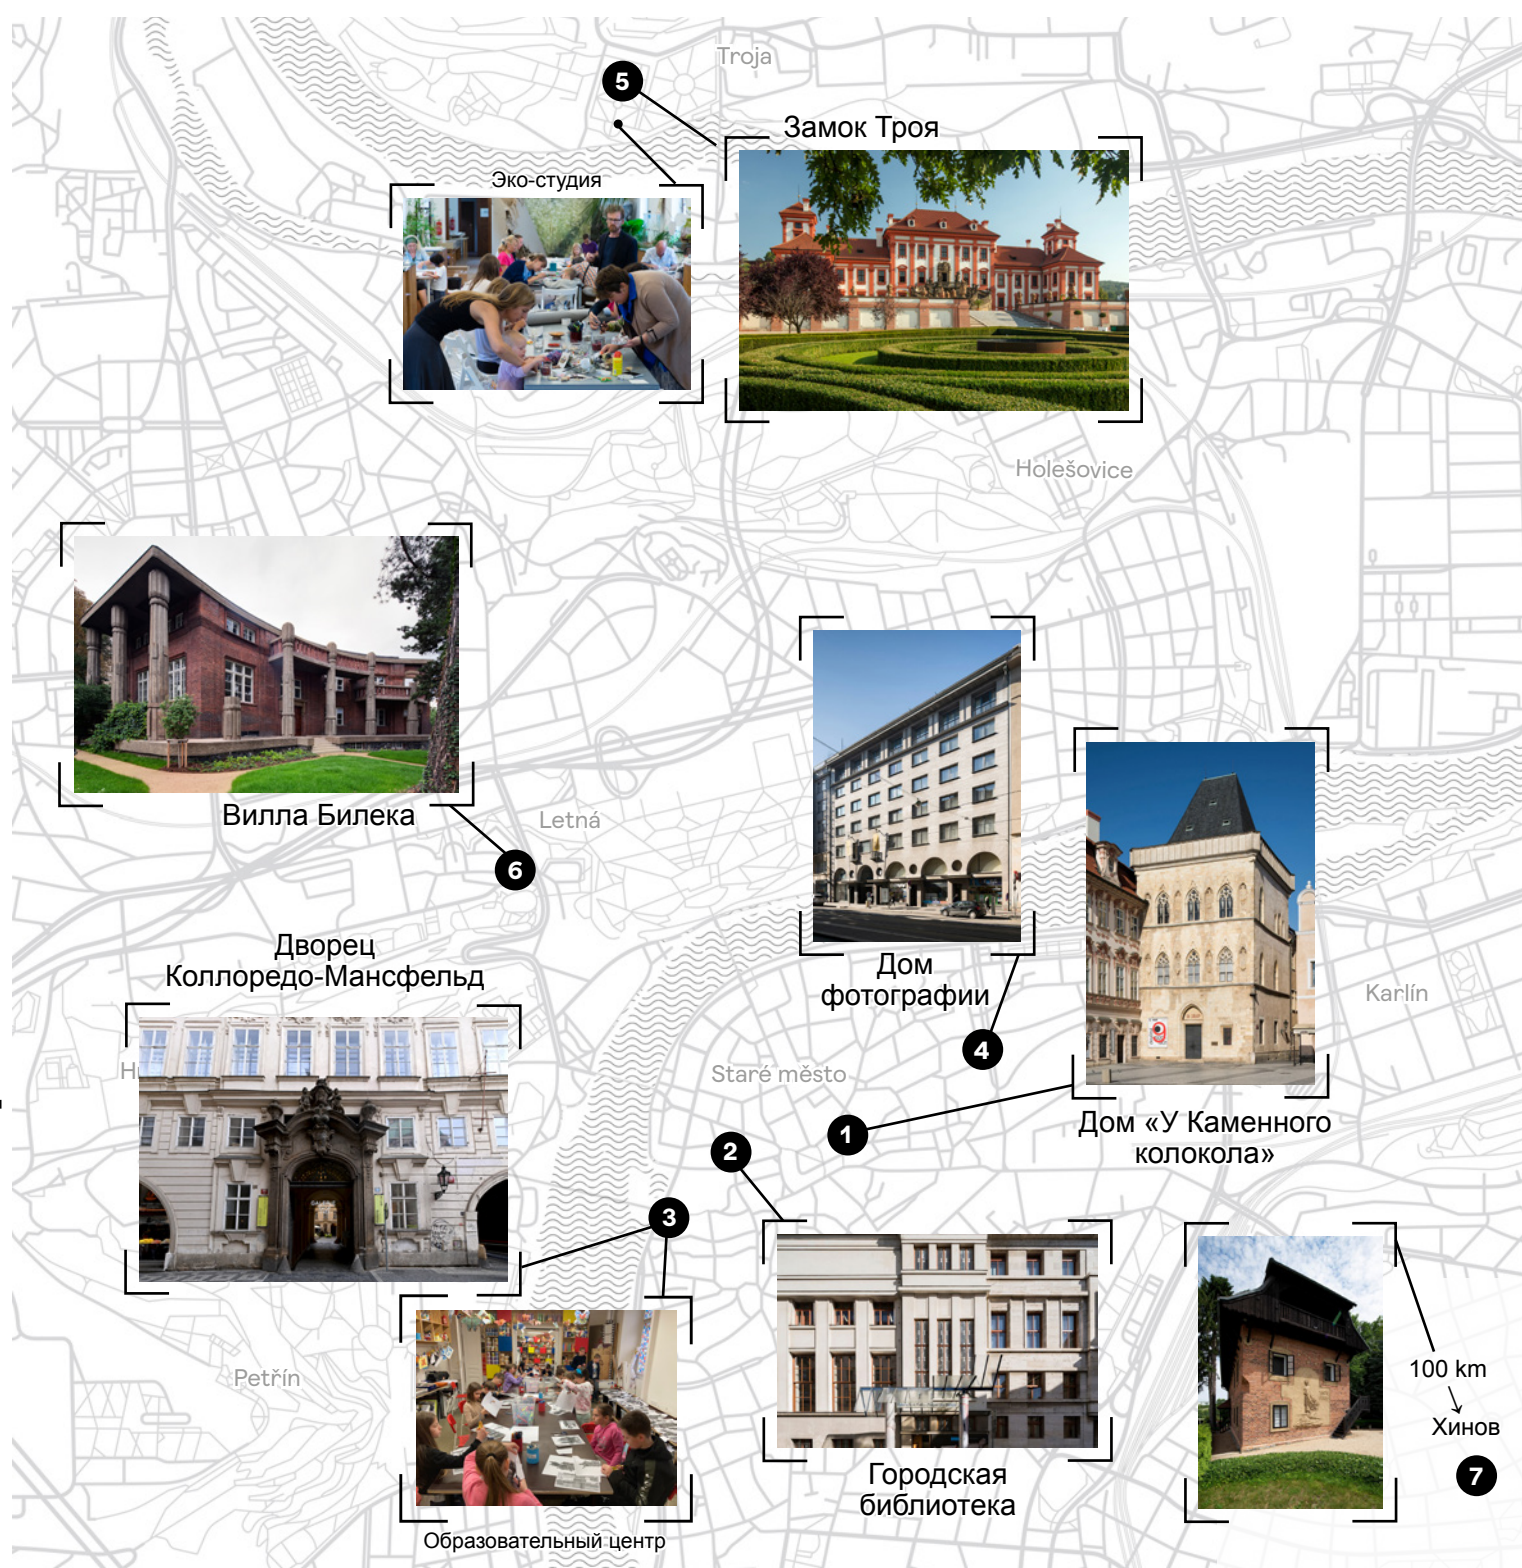 Troja
5
Замок Троя
Эко-студия
Holešovice
Вилла Билека
Letná
6
Дворец
Коллоредо-Мансфельд
Дом
фотографии
4
Karlín
Staré město
1
Дом «У Каменного
колокола»
2
3
Petřín
100 km
Хинов
7
Городская
библиотека
Образовательный центр